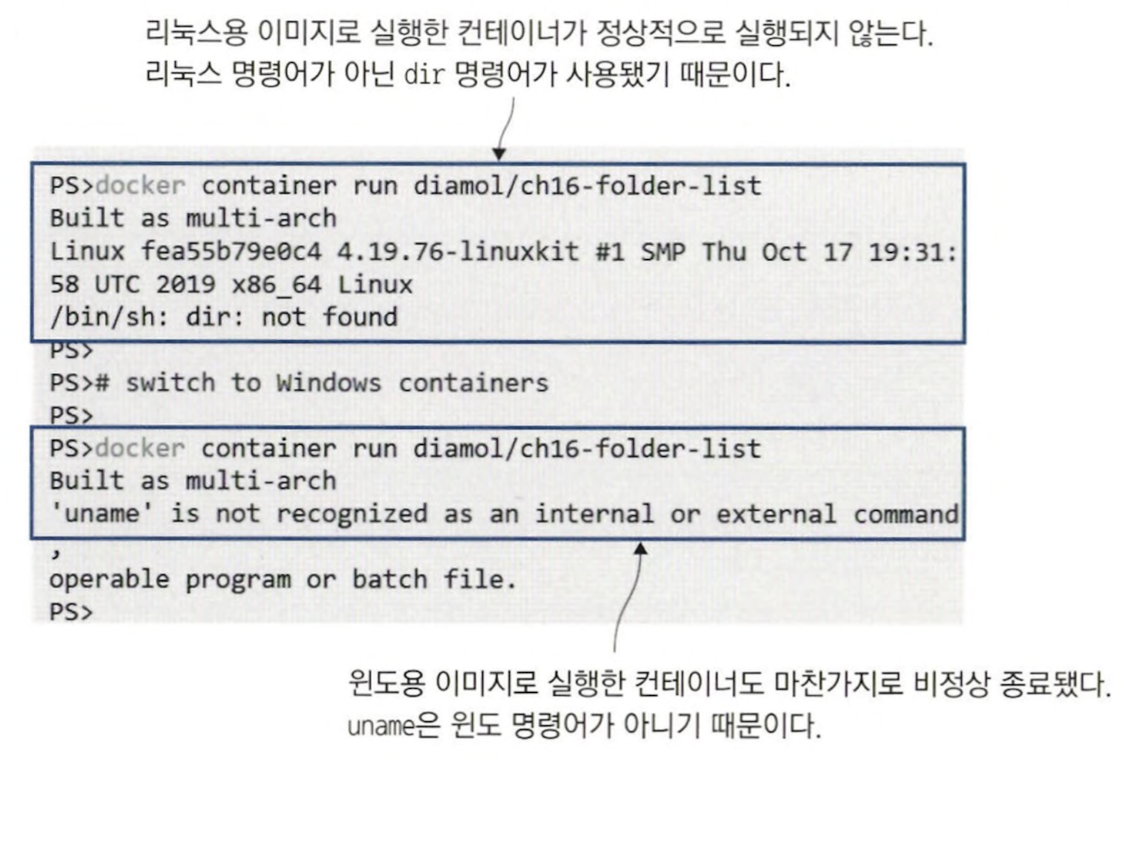 리눅스용 이미지로 실행한 컨테이너가 정상적으로 실행되지 않는다.
리눅스 명령어가 아닌 dir 명령어가 사용됐기 때문이다.
PS>docker container run diamol/ch16-folder-list
Built as multi-arch
Linux fea55b79e0c4 4.19.76-linuxkit #1 SMP Thu Oct 17 19:31:
58 UTC 2019 x86_64 Linux
/bin/sh: dir: not found
PS>
PS># switch to Windows containers
PS>
PS>docker container run diamol/ch16-folder-list
Built as multi-arch
'uname' is not recognized as an internal or external command
,
operable program or batch file.
PS>
윈도용 이미지로 실행한 컨테이너도 마찬가지로 비정상 종료됐다.
uname은 윈도 명령어가 아니기 때문이다.